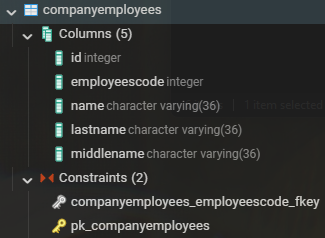 companyemployees
Columns (5)
id integer
employeescode integer
name character varying(36) 1 item selected
lastname character varying(36)
middlename character varying(36)
Constraints (2)
companyemployees_employeescode_fkey
pk_companyemployees